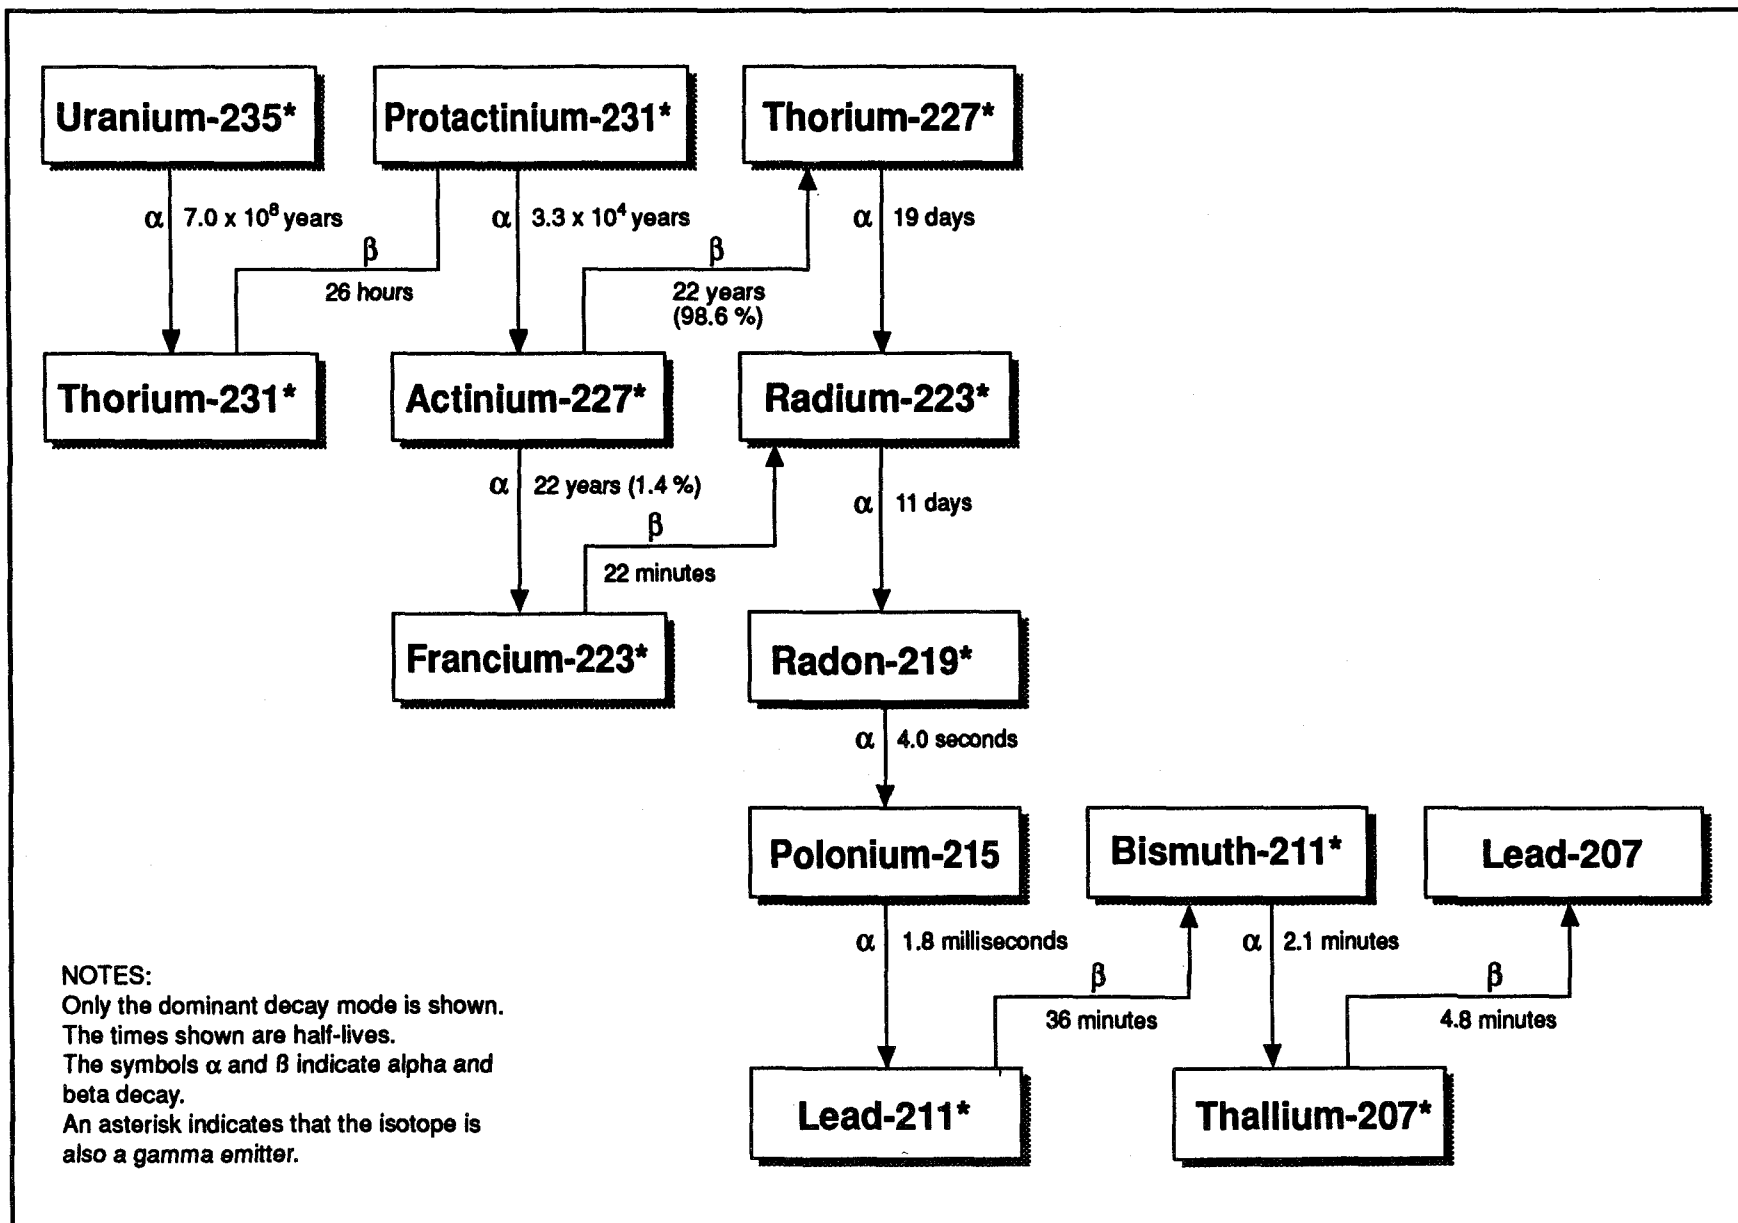 Uranium-235*
Protactinium-231*
Thorium-227*
α 7.0 x 10⁸ years
α 3.3 x 10⁴ years
α 19 days
β
26 hours
β
22 years
(98.6 %)
Thorium-231*
Actinium-227*
Radium-223*
α 22 years (1.4 %)
α 11 days
β
22 minutes
Francium-223*
Radon-219*
α 4.0 seconds
Polonium-215
Bismuth-211*
Lead-207
α 1.8 milliseconds
α 2.1 minutes
β
36 minutes
β
4.8 minutes
Lead-211*
Thallium-207*
NOTES:
Only the dominant decay mode is shown.
The times shown are half-lives.
The symbols α and β indicate alpha and
beta decay.
An asterisk indicates that the isotope is
also a gamma emitter.